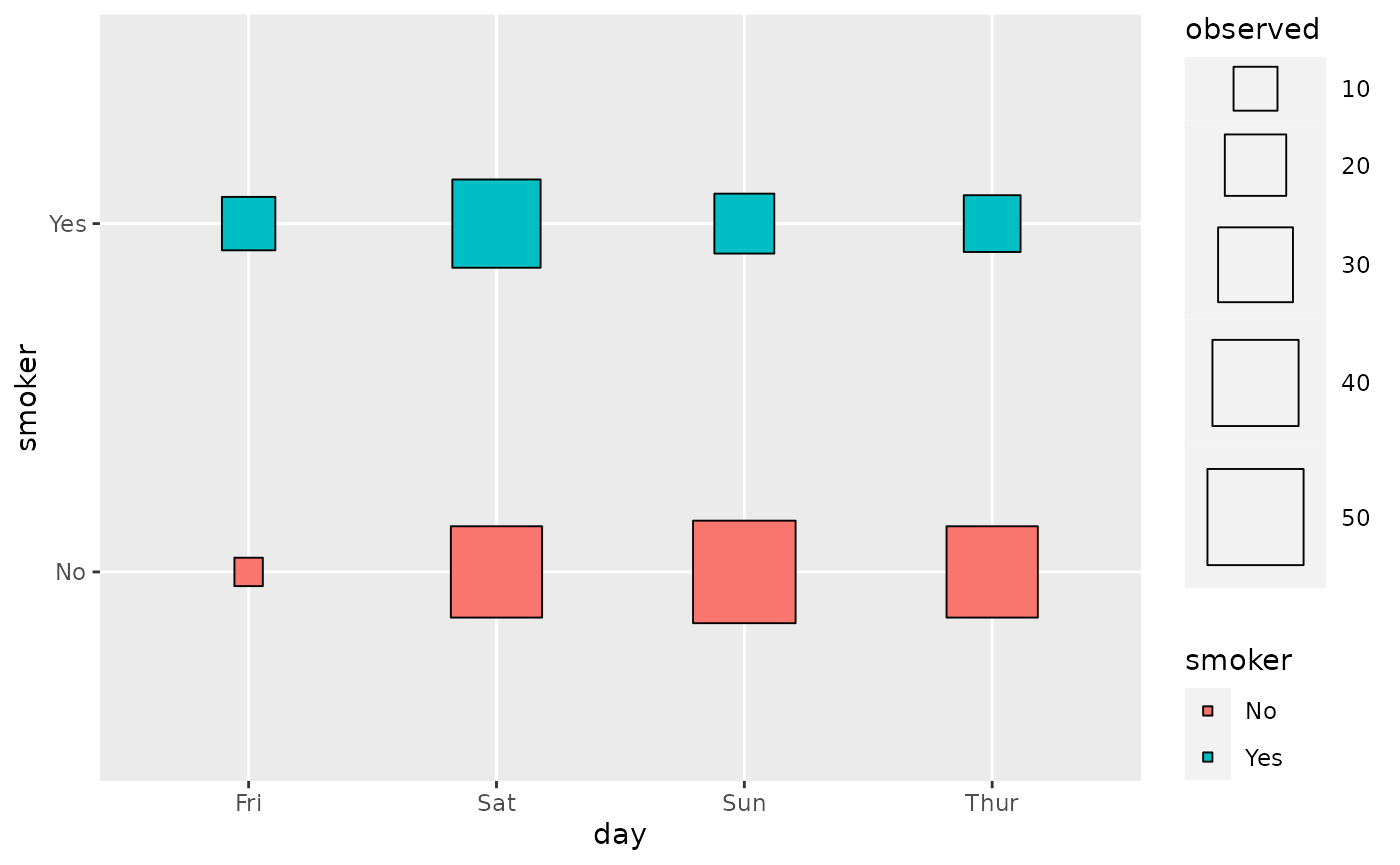 observed
10
20
30
40
50
smoker
No
Yes
Yes
No
smoker
Fri
Sat
Sun
Thur
day